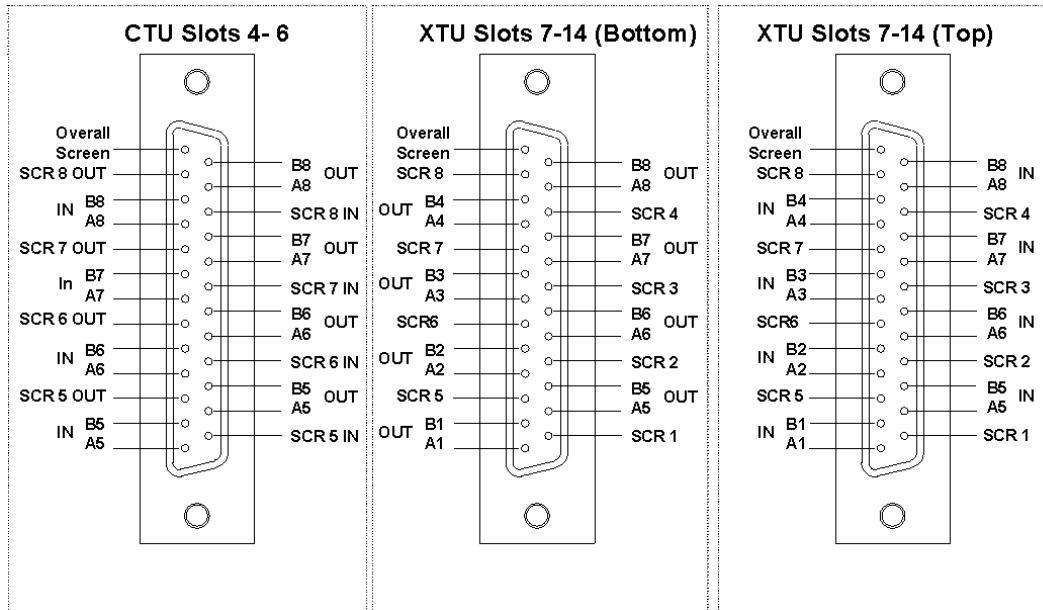 CTU Slots 4- 6
Overall
Screen
SCR 8 OUT
IN B8
A8
SCR 7 OUT
In B7
A7
SCR 6 OUT
IN B6
A6
SCR 5 OUT
IN B5
A5
B8 OUT
A8
SCR 8 IN
B7 OUT
A7
SCR 7 IN
B6 OUT
A6
SCR 6 IN
B5 OUT
A5
SCR 5 IN
XTU Slots 7-14 (Bottom)
Overall
Screen
SCR 8
OUT B4
A4
SCR 7
OUT B3
A3
SCR6
OUT B2
A2
SCR 5
OUT B1
A1
B8 OUT
A8
SCR 4
B7 OUT
A7
SCR 3
B6 OUT
A6
SCR 2
B5 OUT
A5
SCR 1
XTU Slots 7-14 (Top)
Overall
Screen
SCR 8
IN B4
A4
SCR 7
IN B3
A3
SCR6
IN B2
A2
SCR 5
IN B1
A1
B8 IN
A8
SCR 4
B7 IN
A7
SCR 3
B6 IN
A6
SCR 2
B5 IN
A5
SCR 1